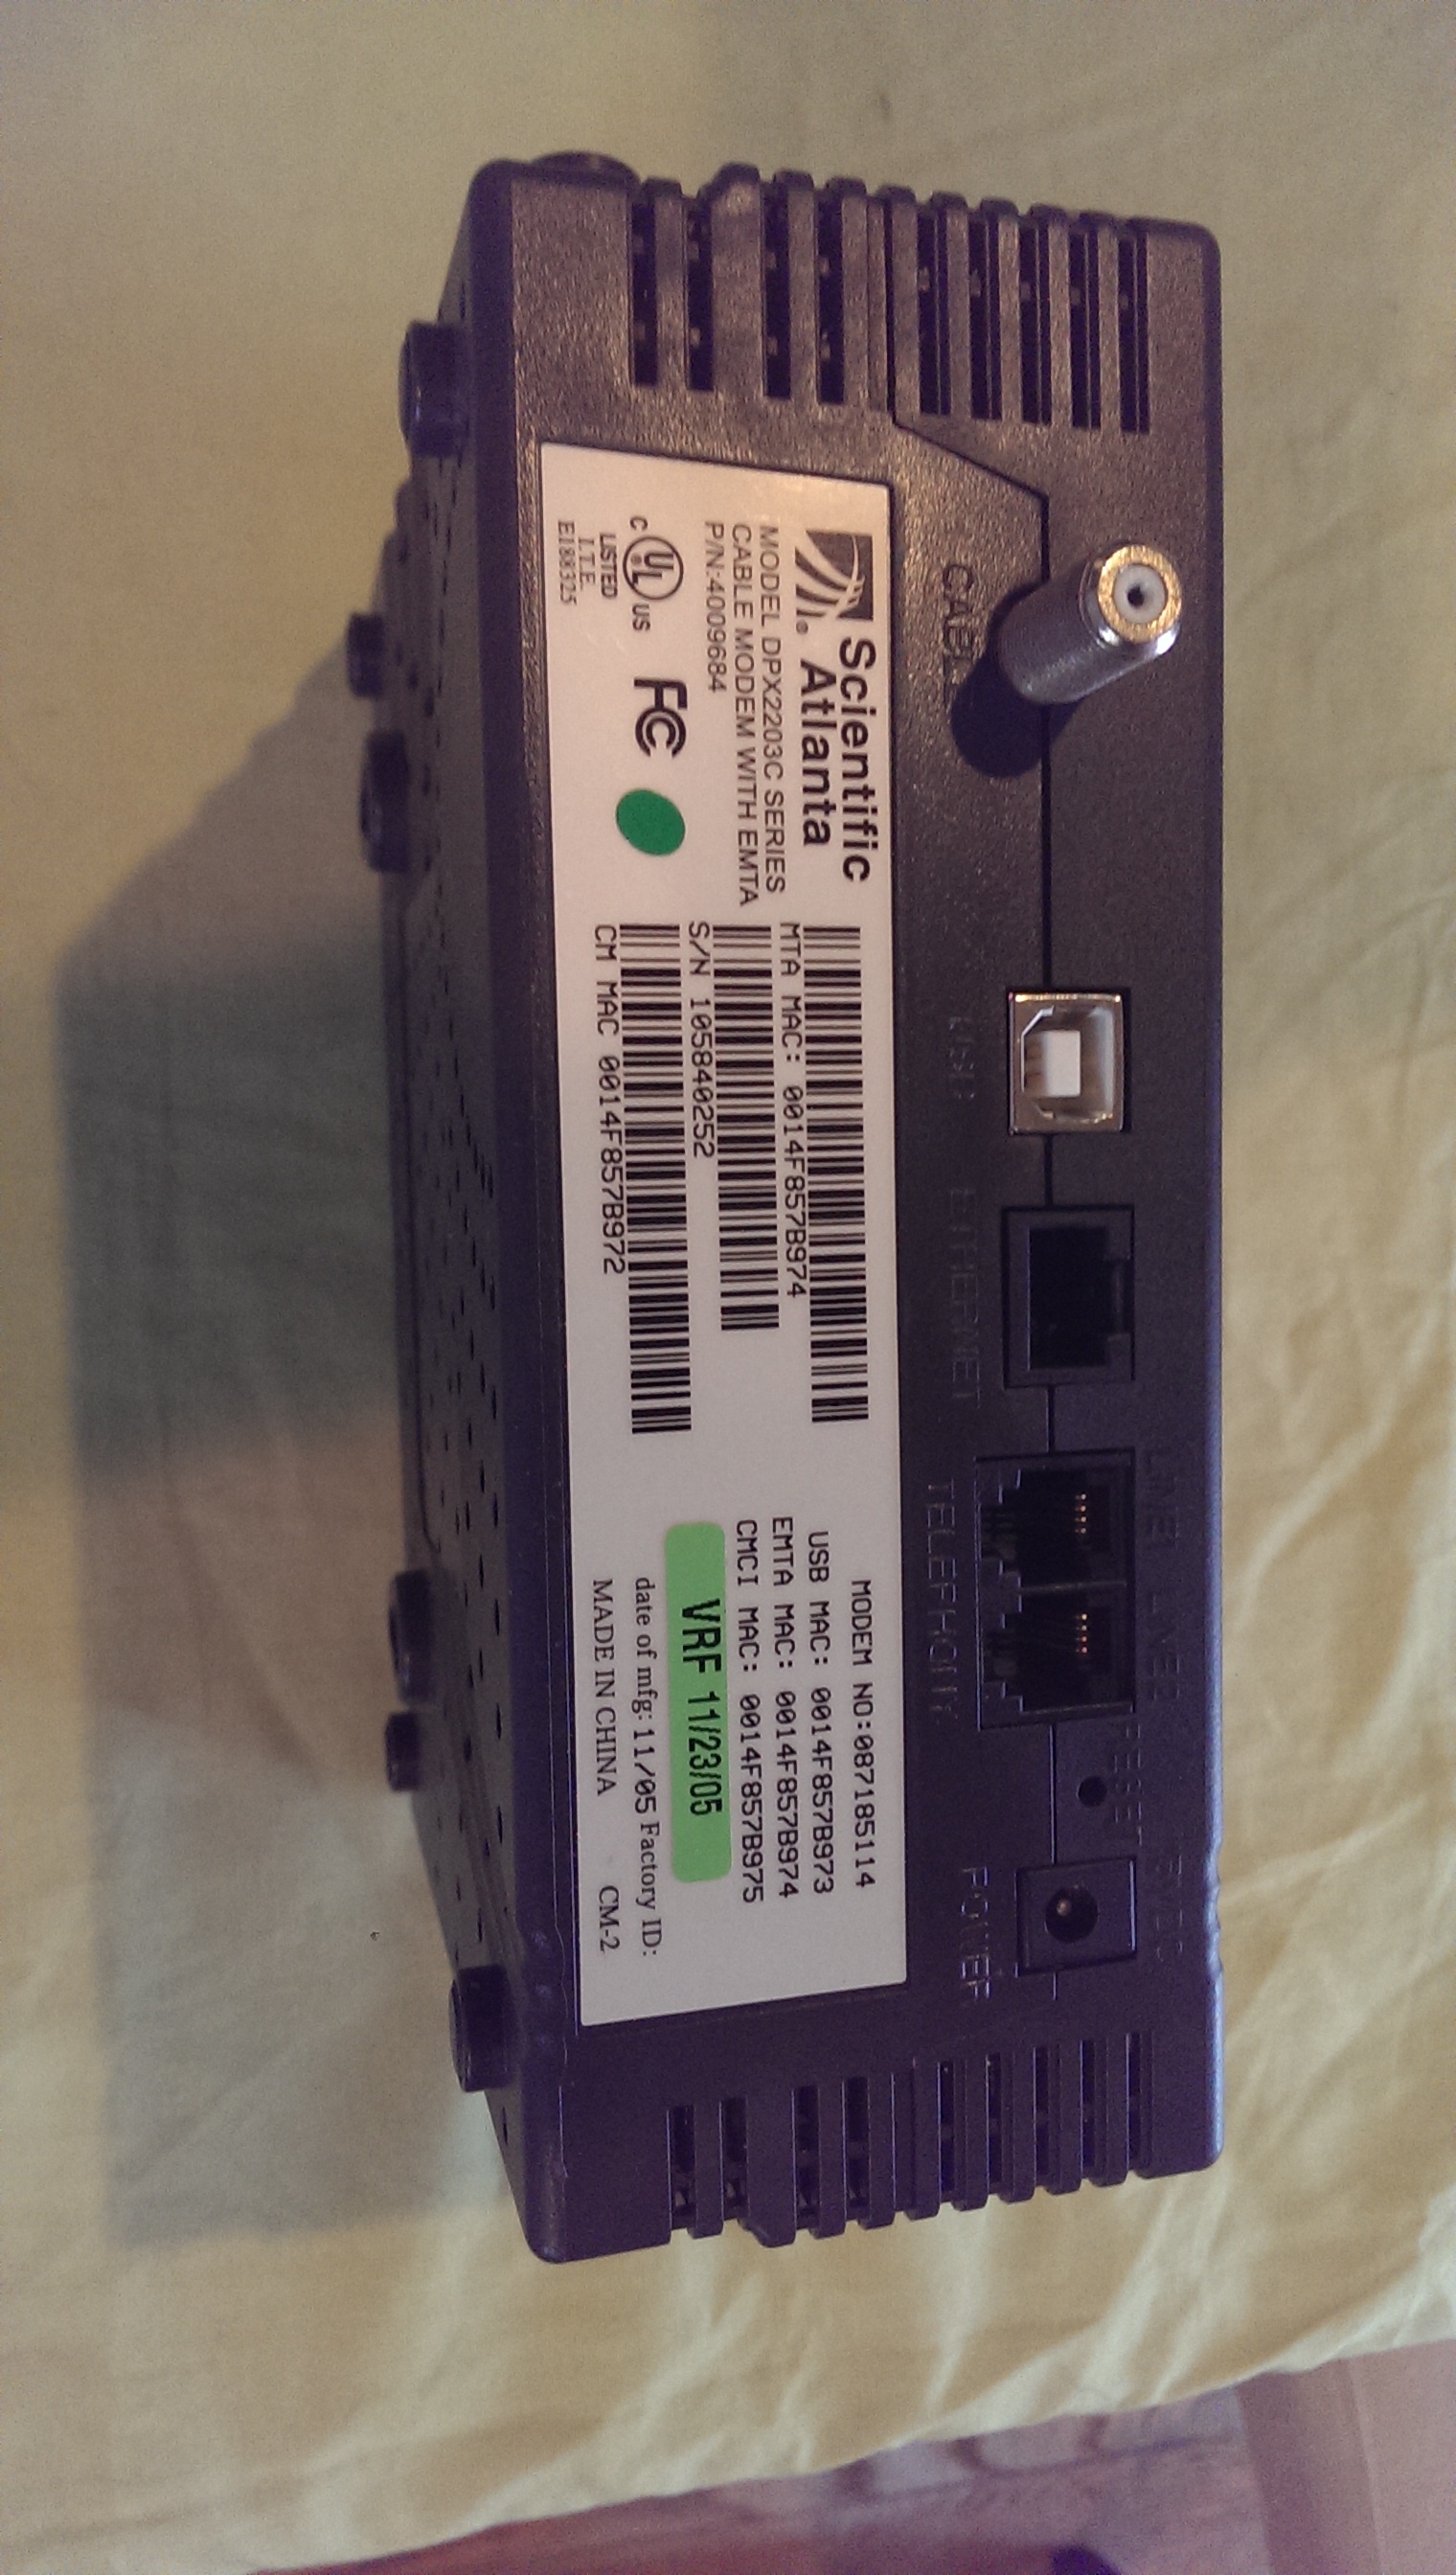 CABLE
USB
ETHERNET
TELEPHONY
LINE1 LINE2
RESET
POWER
Scientific
Atlanta
®
MODEL DPX2203C SERIES
CABLE MODEM WITH EMTA
P/N:4009684
C UL US
LISTED
I.T.E.
E188325
FC
MTA MAC: 0014F857B974
S/N 105840252
CM MAC 0014F857B972
MODEM NO:087185114
USB MAC: 0014F857B973
EMTA MAC: 0014F857B974
CMCI MAC: 0014F857B975
VRF 11/23/05
date of mfg: 11/05 Factory ID:
MADE IN CHINA CM-2